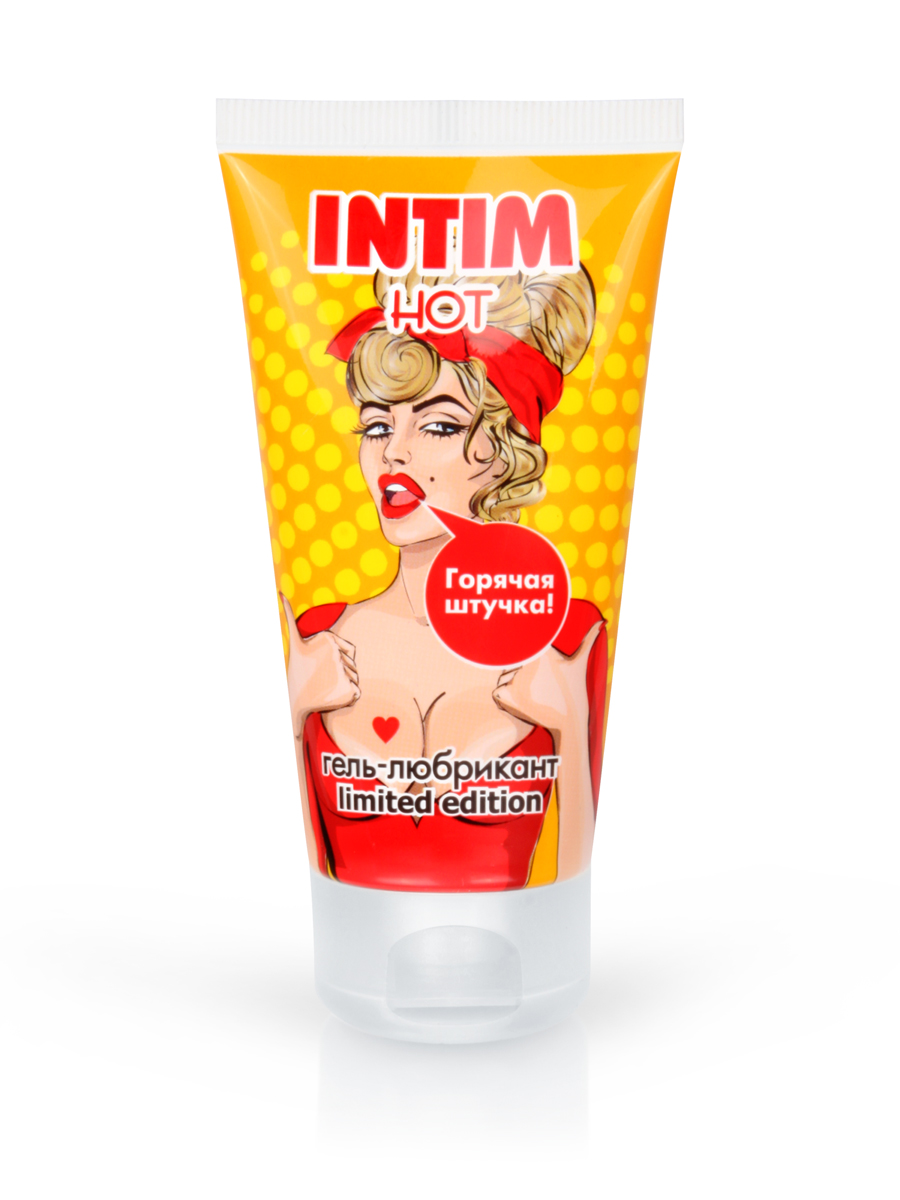 INTIM
HOT
Горячая
штучка!
гель-любрикант
limited edition